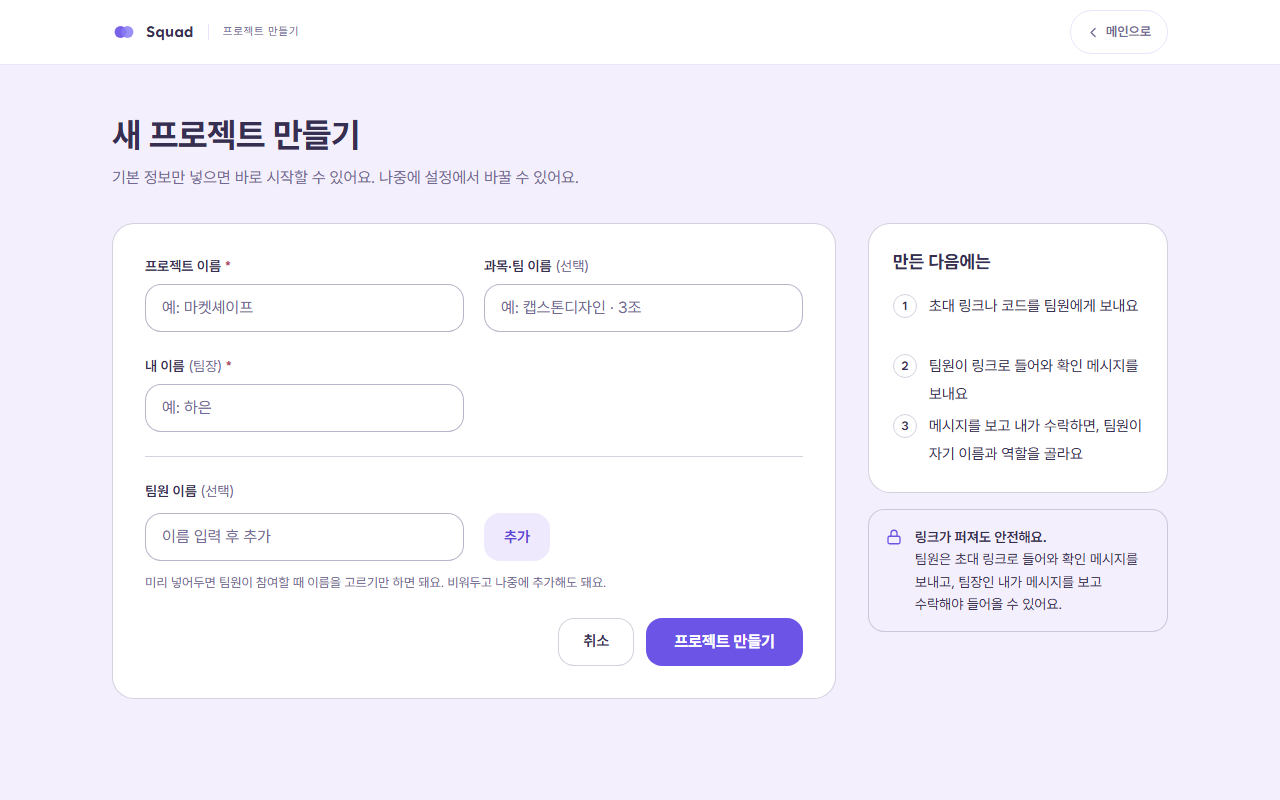 Squad
프로젝트 만들기
메인으로
새 프로젝트 만들기
기본 정보만 넣으면 바로 시작할 수 있어요. 나중에 설정에서 바꿀 수 있어요.
프로젝트 이름 *
예: 마켓셰이프
과목·팀 이름 (선택)
예: 캡스톤디자인 · 3조
내 이름 (팀장) *
예: 하은
팀원 이름 (선택)
이름 입력 후 추가
추가
미리 넣어두면 팀원이 참여할 때 이름을 고르기만 하면 돼요. 비워두고 나중에 추가해도 돼요.
취소
프로젝트 만들기
만든 다음에는
1 초대 링크나 코드를 팀원에게 보내요
2 팀원이 링크로 들어와 확인 메시지를
보내요
3 메시지를 보고 내가 수락하면, 팀원이
자기 이름과 역할을 골라요
링크가 퍼져도 안전해요.
팀원은 초대 링크로 들어와 확인 메시지를
보내고, 팀장인 내가 메시지를 보고
수락해야 들어올 수 있어요.